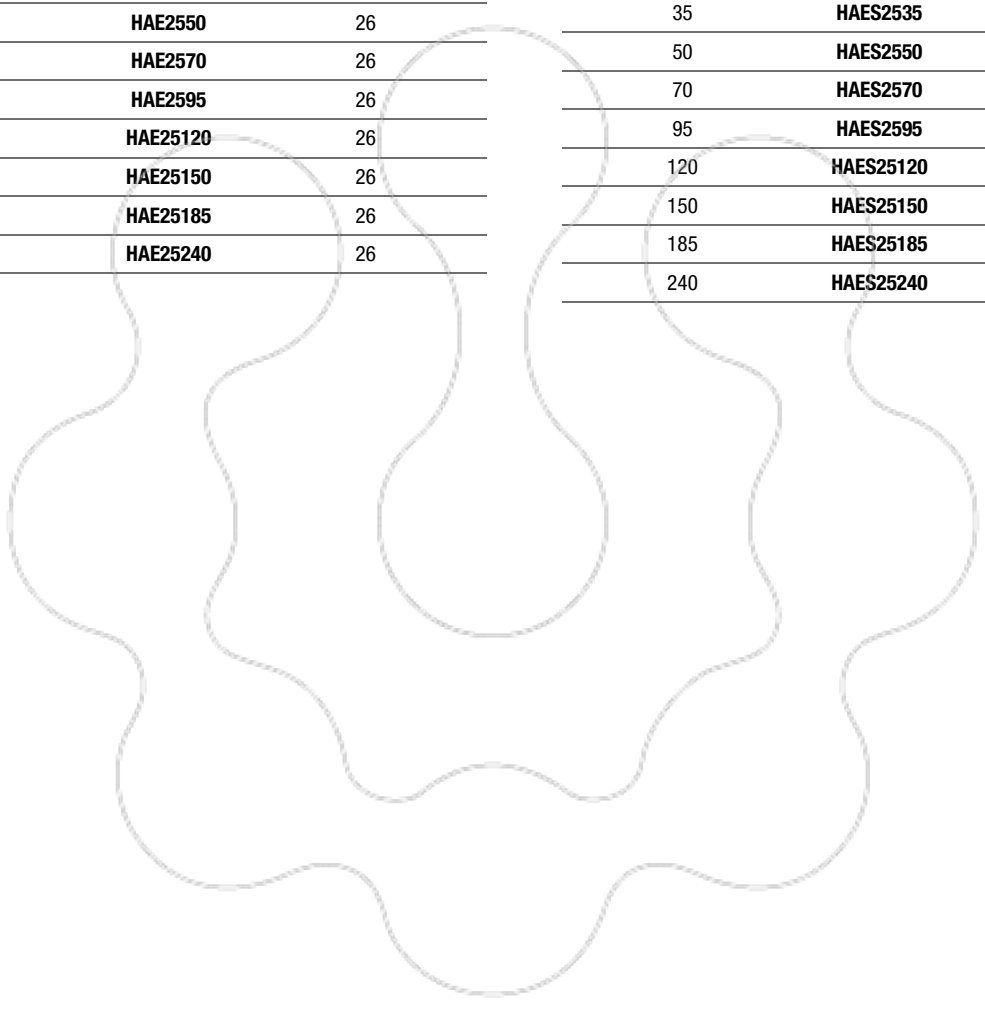 HAE2550 26
HAE2570 26
HAE2595 26
HAE25120 26
HAE25150 26
HAE25185 26
HAE25240 26
35 HAES2535
50 HAES2550
70 HAES2570
95 HAES2595
120 HAES25120
150 HAES25150
185 HAES25185
240 HAES25240